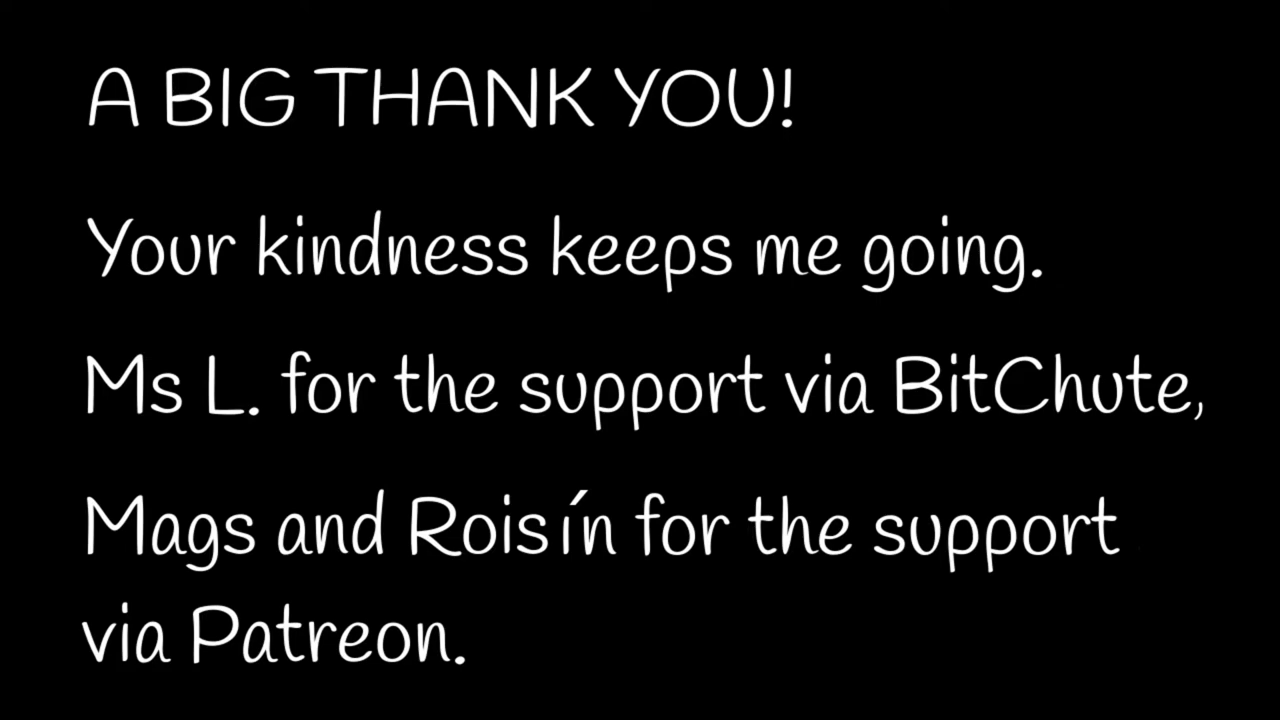 A BIG THANK YOU!
Your kindness keeps me going.
Ms L. for the support via BitChute,
Mags and Roisín for the support
via Patreon.